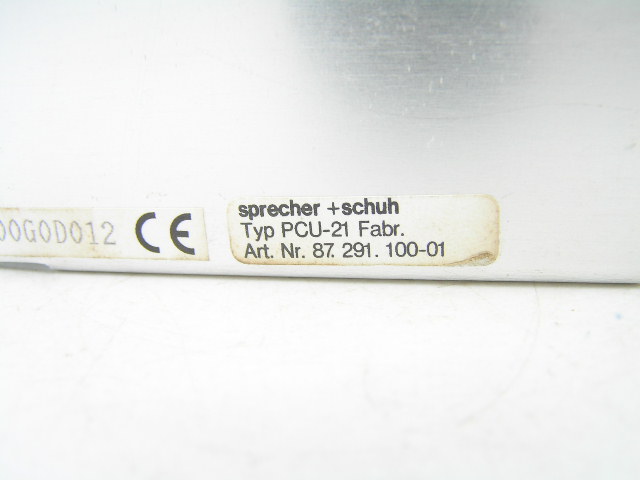 sprecher +schuh
Typ PCU-21 Fabr.
Art. Nr. 87. 291. 100-01
00G0D012 CE